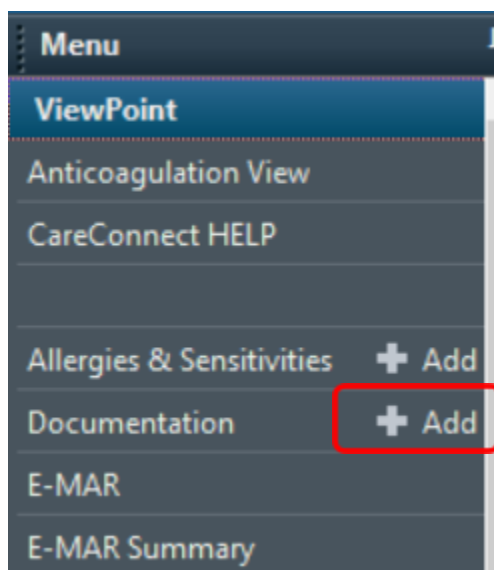 Menu
ViewPoint
Anticoagulation View
CareConnect HELP
Allergies & Sensitivities + Add
Documentation + Add
E-MAR
E-MAR Summary